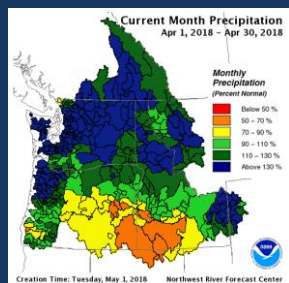 Current Month Precipitation
Apr 1, 2018 - Apr 30, 2018
Monthly
Precipitation
(Percent Normal)
Below 50 %
50 - 70 %
70 - 90 %
90 - 110 %
110 - 130 %
Above 130 %
noaa
Creation Time: Tuesday, May 1, 2018
Northwest River Forecast Center